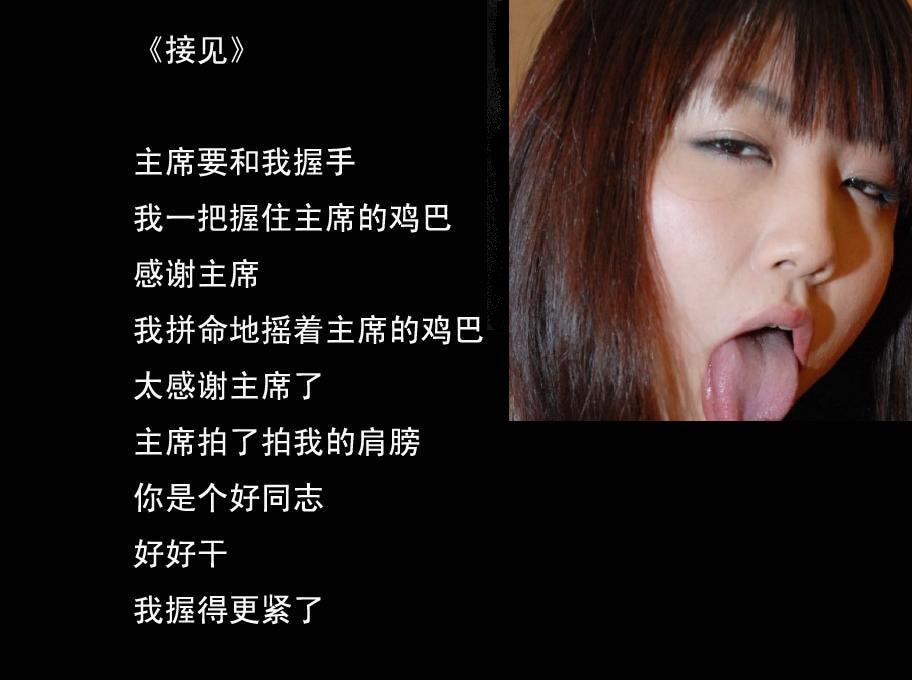 《接见》
主席要和我握手
我一把握住主席的鸡巴
感谢主席
我拼命地摇着主席的鸡巴
太感谢主席了
主席拍了拍我的肩膀
你是个好同志
好好干
我握得更紧了